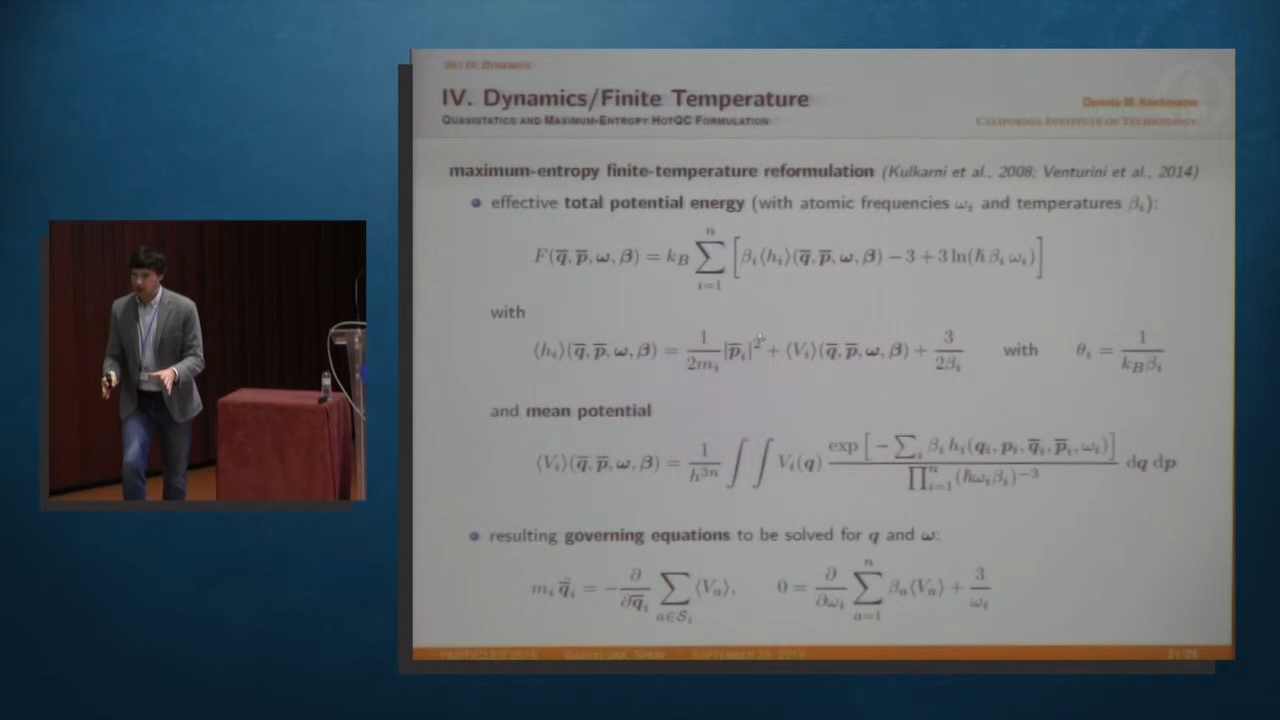 IV. DYNAMICS
IV. Dynamics/Finite Temperature
Dennis M. Kochmann
QUASISTATICS AND MAXIMUM-ENTROPY HOTQC FORMULATION
CALIFORNIA INSTITUTE OF TECHNOLOGY
maximum-entropy finite-temperature reformulation (Kulkarni et al., 2008; Venturini et al., 2014)
effective total potential energy (with atomic frequencies ωᵢ and temperatures βᵢ):
F(q̅, p̅, ω, β) = k_B ∑_{i=1}^{n} [βᵢ⟨hᵢ⟩(q̅, p̅, ω, β) − 3 + 3 ln(ℏ βᵢ ωᵢ)]
with
⟨hᵢ⟩(q̅, p̅, ω, β) = 1/(2mᵢ) |p̅ᵢ|² + ⟨Vᵢ⟩(q̅, p̅, ω, β) + 3/(2βᵢ) with θᵢ = 1/(k_B βᵢ)
and mean potential
⟨Vᵢ⟩(q̅, p̅, ω, β) = 1/h³ⁿ ∫∫ Vᵢ(q) exp[−∑ᵢ βᵢ hᵢ(qᵢ, pᵢ, q̅ᵢ, p̅ᵢ, ωᵢ)] / ∏_{i=1}^{n}(ℏωᵢβᵢ)⁻³ dq dp
resulting governing equations to be solved for q and ω:
mᵢ q̅̈ᵢ = −∂/∂q̅ᵢ ∑_{a∈Sᵢ} ⟨Vₐ⟩, 0 = ∂/∂ωᵢ ∑_{a=1}^{n} βₐ⟨Vₐ⟩ + 3/ωᵢ
BARCELONA, SPAIN